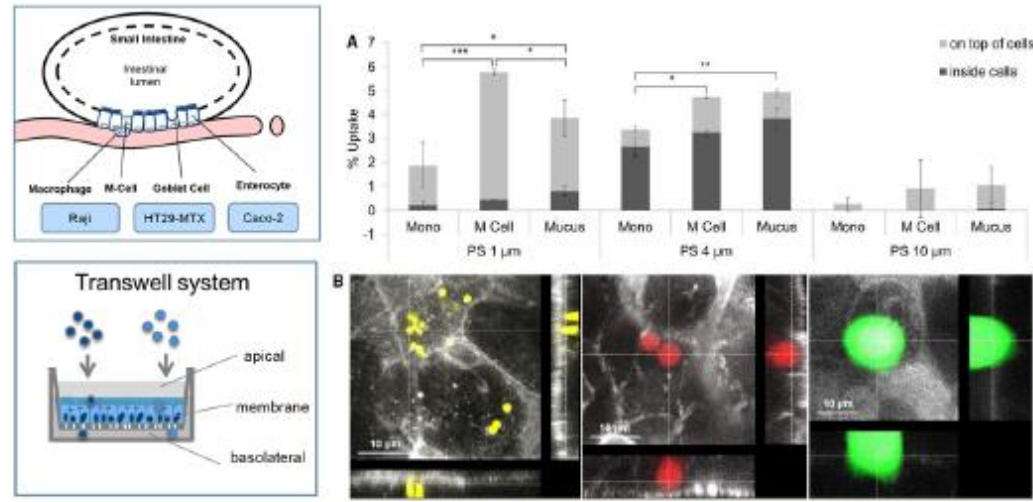 Small Intestine
Intestinal
lumen
Macrophage M-Cell Goblet Cell Enterocyte
Raji HT29-MTX Caco-2
Transwell system
apical
membrane
basolateral
A
7
6
5
4
3
2
1
0
-1
% Uptake
* 
*** *
* **
on top of cells
inside cells
Mono M Cell Mucus Mono M Cell Mucus Mono M Cell Mucus
PS 1 µm PS 4 µm PS 10 µm
B
10 µm
10 µm
10 µm